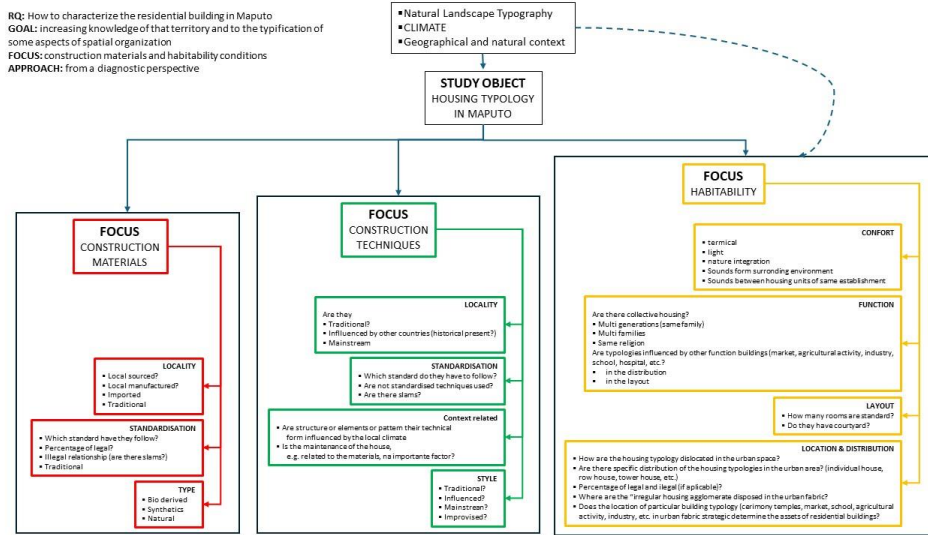 RQ: How to characterize the residential building in Maputo
GOAL: increasing knowledge of that territory and to the typification of
some aspects of spatial organization
FOCUS: construction materials and habitability conditions
APPROACH: from a diagnostic perspective
▪ Natural Landscape Typography
▪ CLIMATE
▪ Geographical and natural context
STUDY OBJECT
HOUSING TYPOLOGY
IN MAPUTO
FOCUS
CONSTRUCTION
MATERIALS
LOCALITY
▪ Local sourced?
▪ Local manufactured?
▪ Imported
▪ Traditional
STANDARDISATION
▪ Which standard have they follow?
▪ Percentage of legal?
▪ Illegal relationship (are there slams?)
▪ Traditional
TYPE
▪ Bio derived
▪ Synthetics
▪ Natural
FOCUS
CONSTRUCTION
TECHNIQUES
LOCALITY
Are they
▪ Traditional?
▪ Influenced by other countries (historical present?)
▪ Mainstream
STANDARDISATION
▪ Which standard do they have to follow?
▪ Are not standardised techniques used?
▪ Are there slams?
Context related
▪ Are structure or elements or pattam their technical
form influenced by the local climate
▪ Is the maintenance of the house,
e.g. related to the materials, na importante factor?
STYLE
▪ Traditional?
▪ Influenced?
▪ Mainstrean?
▪ Improvised?
FOCUS
HABITABILITY
CONFORT
▪ termical
▪ light
▪ nature integration
▪ Sounds form surronding environment
▪ Sounds between housing units of same establishment
FUNCTION
Are there collective housing?
▪ Multi generations (same family)
▪ Multi families
▪ Same religion
Are typologies influenced by other function buildings (market, agricultural activity, industry,
school, hospital, etc.?
▪ in the distribution
▪ in the layout
LAYOUT
▪ How many rooms are standard?
▪ Do they have courtyard?
LOCATION & DISTRIBUTION
▪ How are the housing typology dislocated in the urban space?
▪ Are there specific distribution of the housing typologies in the urban area? (individual house,
row house, tower house, etc.)
▪ Percentage of legal and ilegal (if aplicable)?
▪ Where are the "irregular housing agglomerate disposed in the urban fabric?
▪ Does the location of particular building typology (cerimony temples, market, school, agricultural
activity, industry, etc. in urban fabric strategic determine the assets of residential buildings?